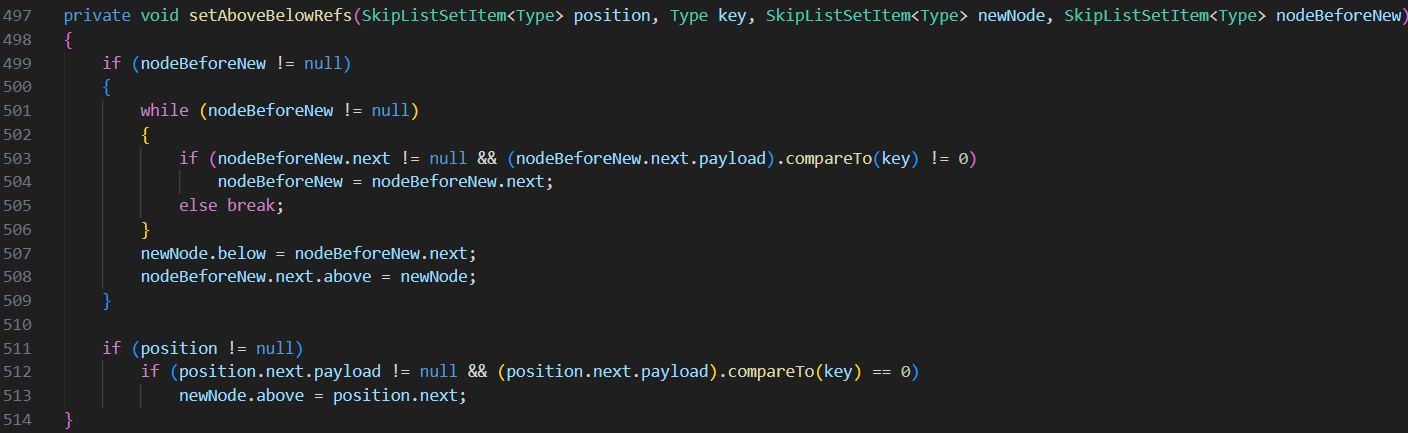 497 private void setAboveBelowRefs(SkipListSetItem<Type> position, Type key, SkipListSetItem<Type> newNode, SkipListSetItem<Type> nodeBeforeNew)
498 {
499     if (nodeBeforeNew != null)
500     {
501         while (nodeBeforeNew != null)
502         {
503             if (nodeBeforeNew.next != null && (nodeBeforeNew.next.payload).compareTo(key) != 0)
504                 nodeBeforeNew = nodeBeforeNew.next;
505             else break;
506         }
507         newNode.below = nodeBeforeNew.next;
508         nodeBeforeNew.next.above = newNode;
509     }
510
511     if (position != null)
512         if (position.next.payload != null && (position.next.payload).compareTo(key) == 0)
513             newNode.above = position.next;
514 }